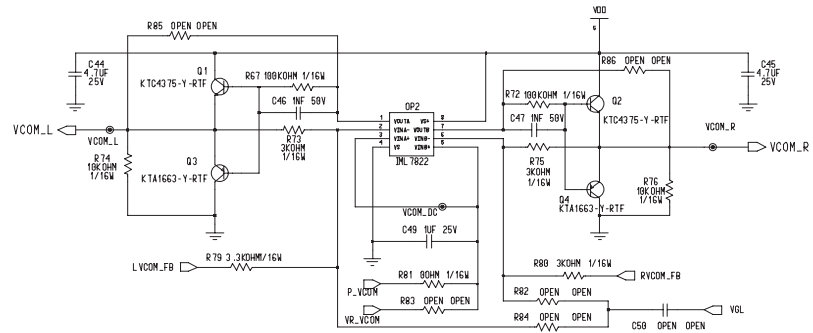 R85 OPEN OPEN
VDD
C44
4.7UF
25V
Q1
KTC4375-Y-RTF
R67 100KOHM 1/16W
C46 1NF 50V
R86 OPEN OPEN
C45
4.7UF
25V
R72 100KOHM 1/16W
C47 1NF 50V
Q2
KTC4375-Y-RTF
OP2
1 VOUTA VS+ 8
2 VINA- VOUTB 7
3 VINA+ VINB- 6
4 VS VINB+ 5
IML7822
VCOM_L
VCOM_L
R74
10KOHM
1/16W
Q3
KTA1663-Y-RTF
R73
3KOHM
1/16W
VCOM_R
VCOM_R
R75
3KOHM
1/16W
Q4
KTA1663-Y-RTF
R76
10KOHM
1/16W
VCOM_DC
C49 1UF 25V
LVCOM_FB
R79 3.3KOHM/16W
R81 0OHM 1/16W
P_VCOM
R83 OPEN OPEN
VR_VCOM
R80 3KOHM 1/16W
RVCOM_FB
R82 OPEN OPEN
R84 OPEN OPEN
C50 OPEN OPEN
VGL